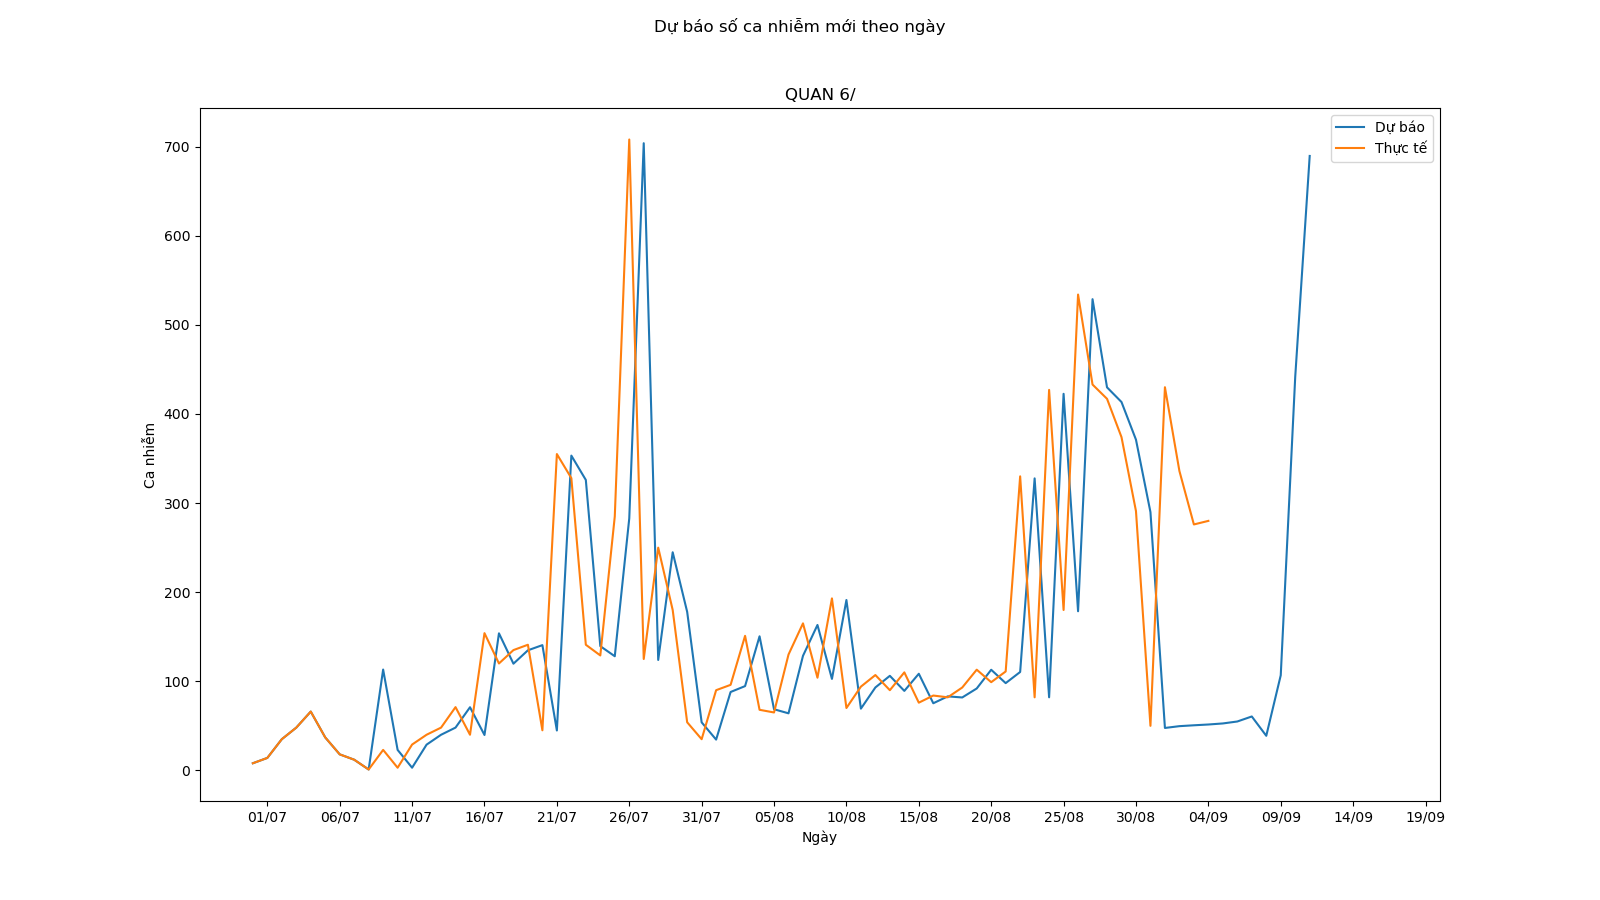 Dự báo số ca nhiễm mới theo ngày
QUAN 6/
Dự báo
Thực tế
700
600
500
400
300
200
100
0
Ca nhiễm
01/07 06/07 11/07 16/07 21/07 26/07 31/07 05/08 10/08 15/08 20/08 25/08 30/08 04/09 09/09 14/09 19/09
Ngày